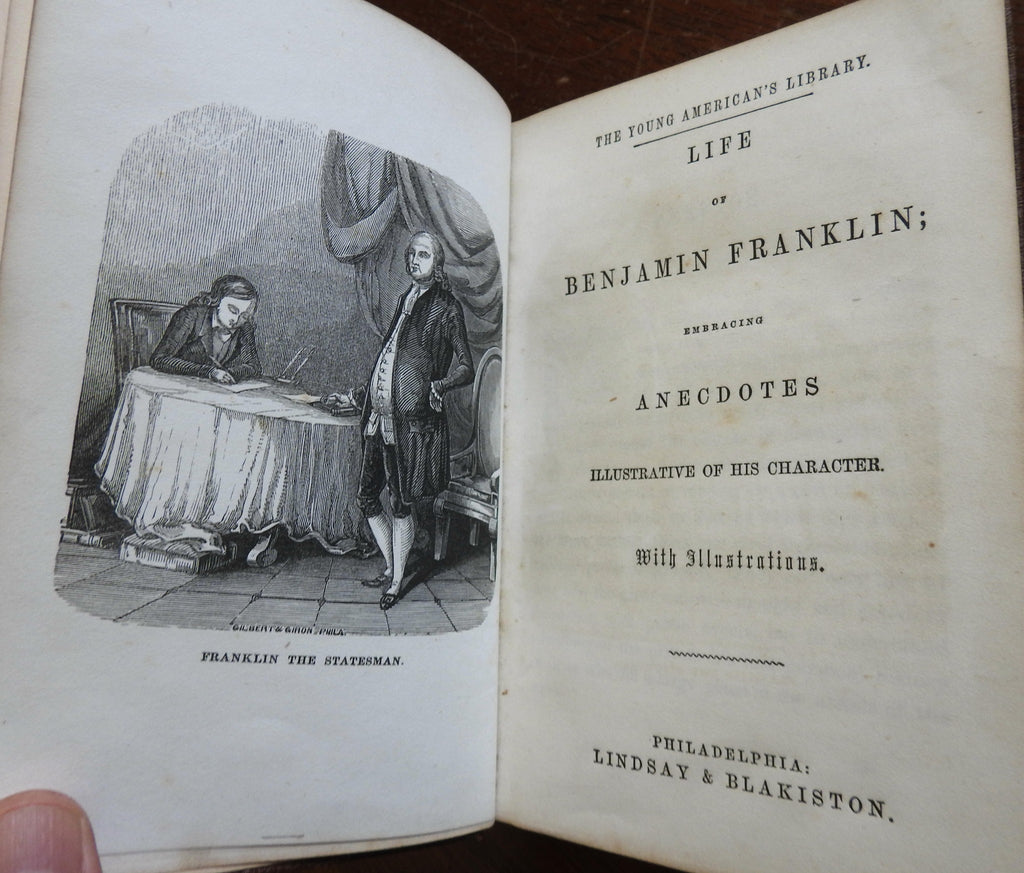 GILBERT & GIHON PHILA.
FRANKLIN THE STATESMAN.
THE YOUNG AMERICAN'S LIBRARY.
LIFE
OF
BENJAMIN FRANKLIN;
EMBRACING
ANECDOTES
ILLUSTRATIVE OF HIS CHARACTER.
With Illustrations.
PHILADELPHIA:
LINDSAY & BLAKISTON.